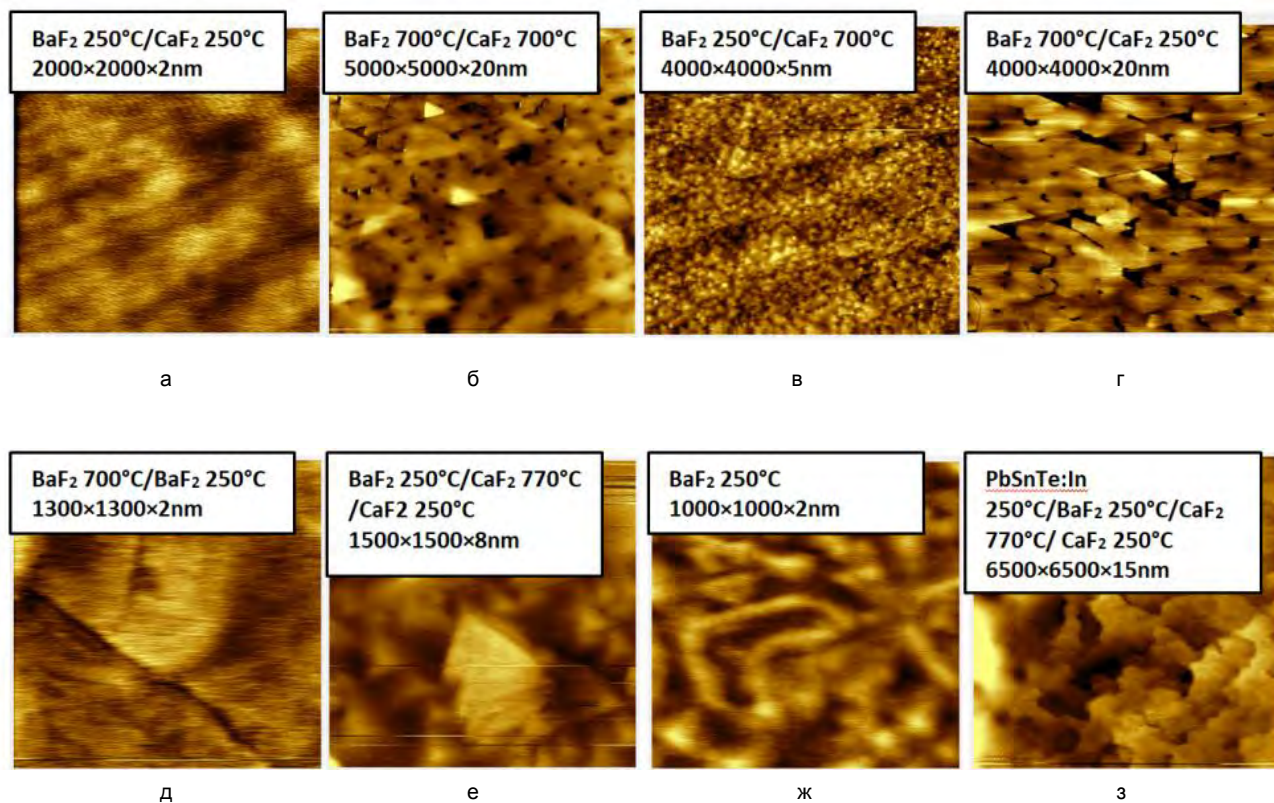 BaF₂ 250°C/CaF₂ 250°C
2000×2000×2nm
BaF₂ 700°C/CaF₂ 700°C
5000×5000×20nm
BaF₂ 250°C/CaF₂ 700°C
4000×4000×5nm
BaF₂ 700°C/CaF₂ 250°C
4000×4000×20nm
а
б
в
г
BaF₂ 700°C/BaF₂ 250°C
1300×1300×2nm
BaF₂ 250°C/CaF₂ 770°C
/CaF2 250°C
1500×1500×8nm
BaF₂ 250°C
1000×1000×2nm
PbSnTe:In
250°C/BaF₂ 250°C/CaF₂
770°C/ CaF₂ 250°C
6500×6500×15nm
д
е
ж
з